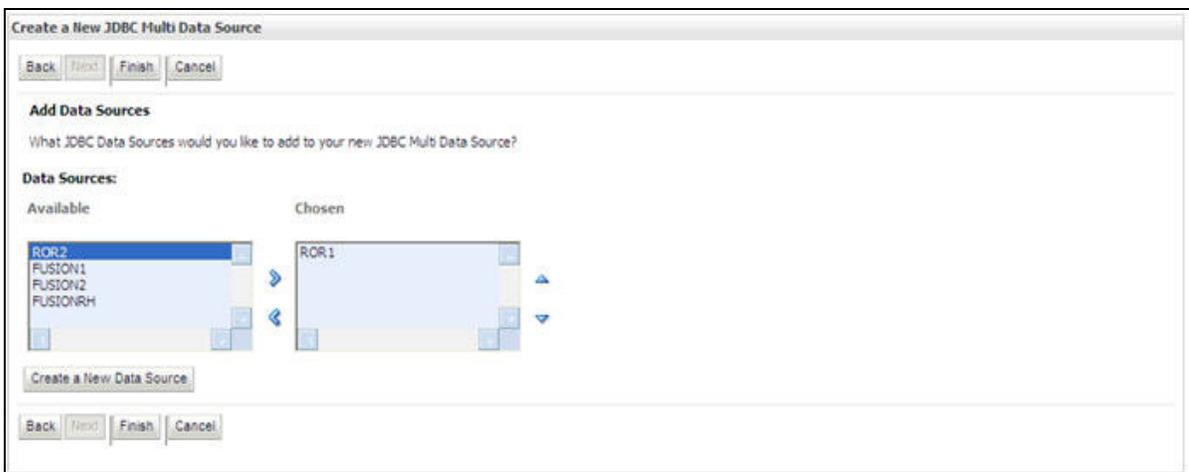 Create a New JDBC Multi Data Source
Back Next Finish Cancel
Add Data Sources
What JDBC Data Sources would you like to add to your new JDBC Multi Data Source?
Data Sources:
Available Chosen
ROR2 ROR1
FUSION1
FUSION2
FUSIONRH
Create a New Data Source
Back Next Finish Cancel